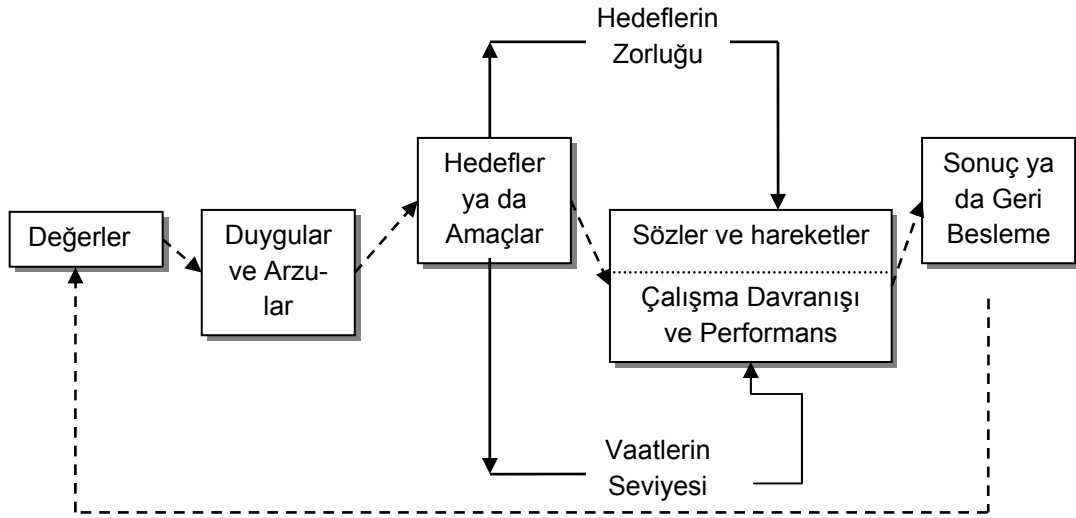 Hedeflerin
Zorluğu
Değerler
Duygular
ve Arzu-
lar
Hedefler
ya da
Amaçlar
Sözler ve hareketler
Çalışma Davranışı
ve Performans
Sonuç ya
da Geri
Besleme
Vaatlerin
Seviyesi